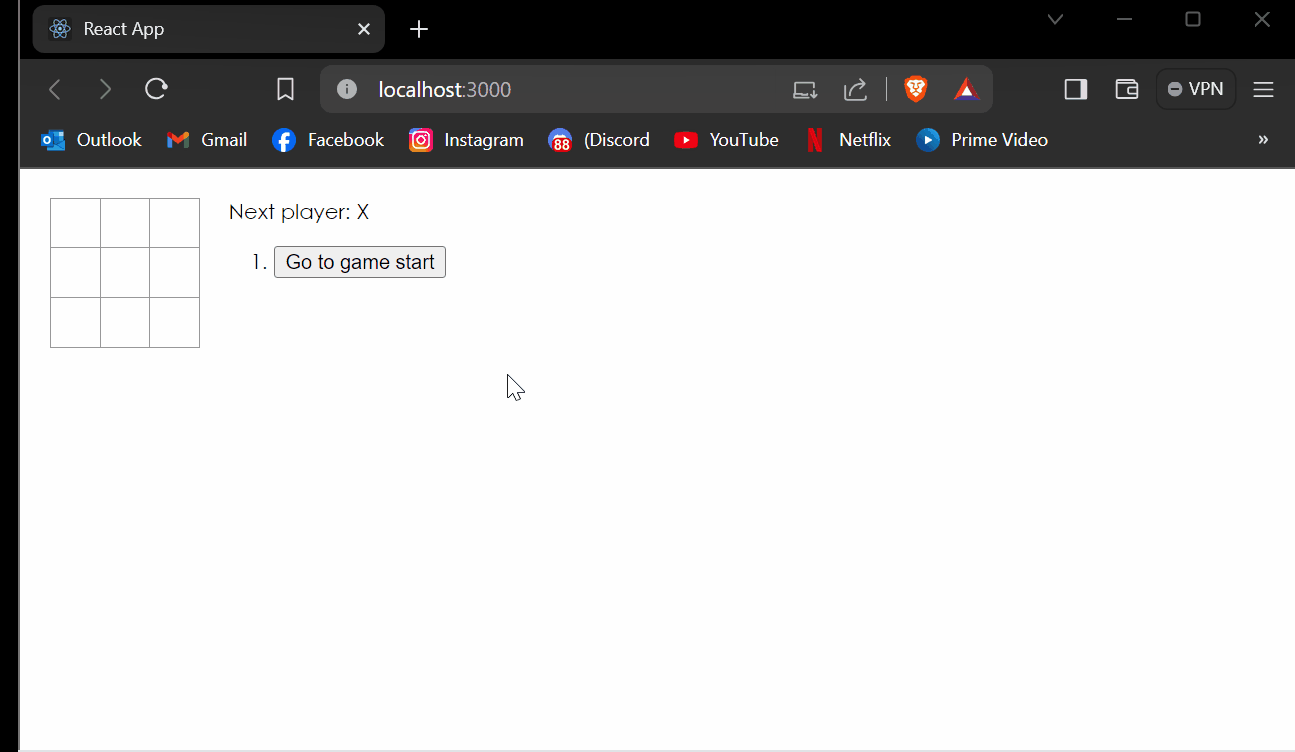 React App
localhost:3000
VPN
Outlook Gmail Facebook Instagram 88 (Discord YouTube Netflix Prime Video »
Next player: X
1. Go to game start